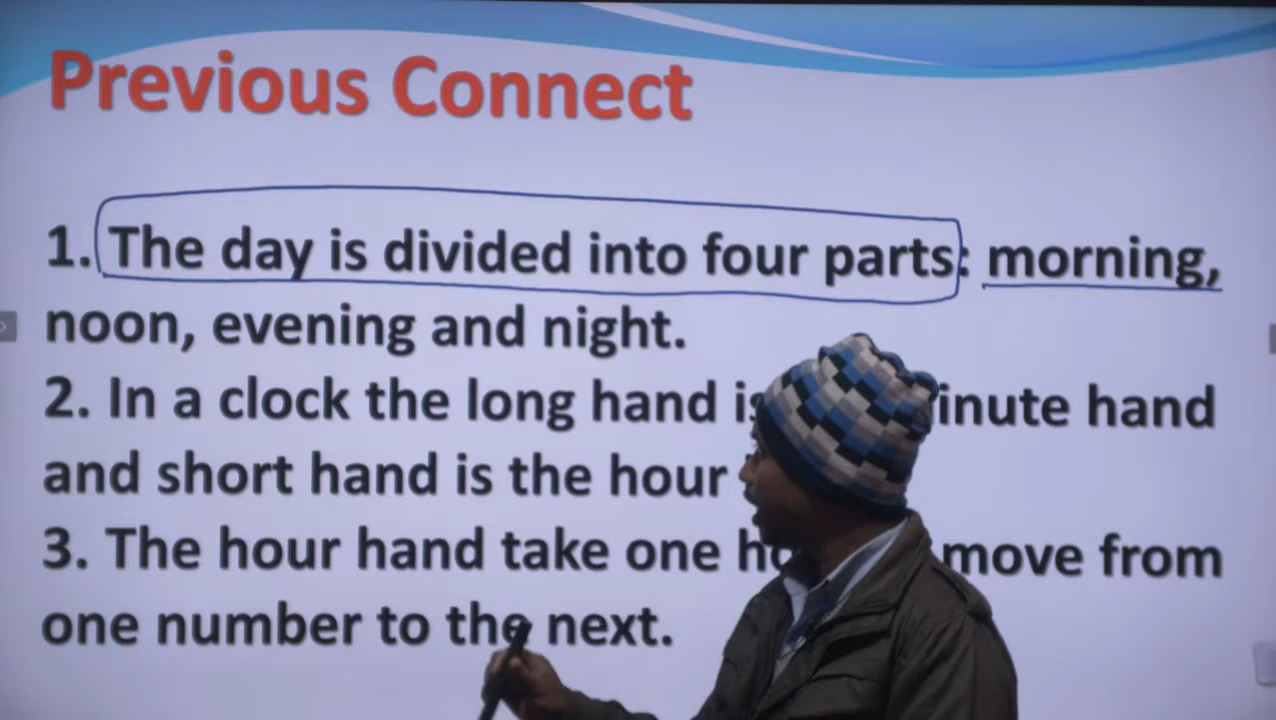 Previous Connect
1. The day is divided into four parts: morning,
noon, evening and night.
2. In a clock the long hand is inute hand
and short hand is the hour
3. The hour hand take one ho move from
one number to the next.